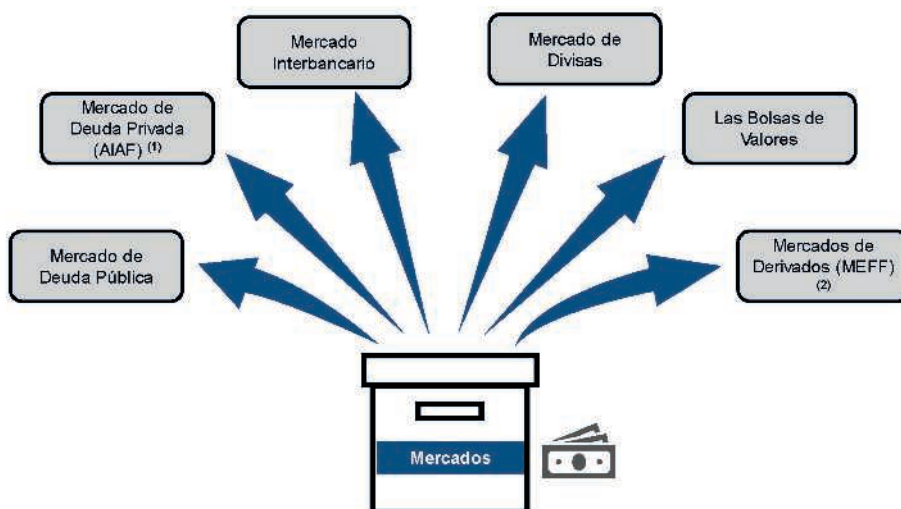 Mercado
Interbancario
Mercado de
Divisas
Mercado de
Deuda Privada
(AIAF) (1)
Las Bolsas de
Valores
Mercado de
Deuda Pública
Mercados de
Derivados (MEFF)
(2)
Mercados